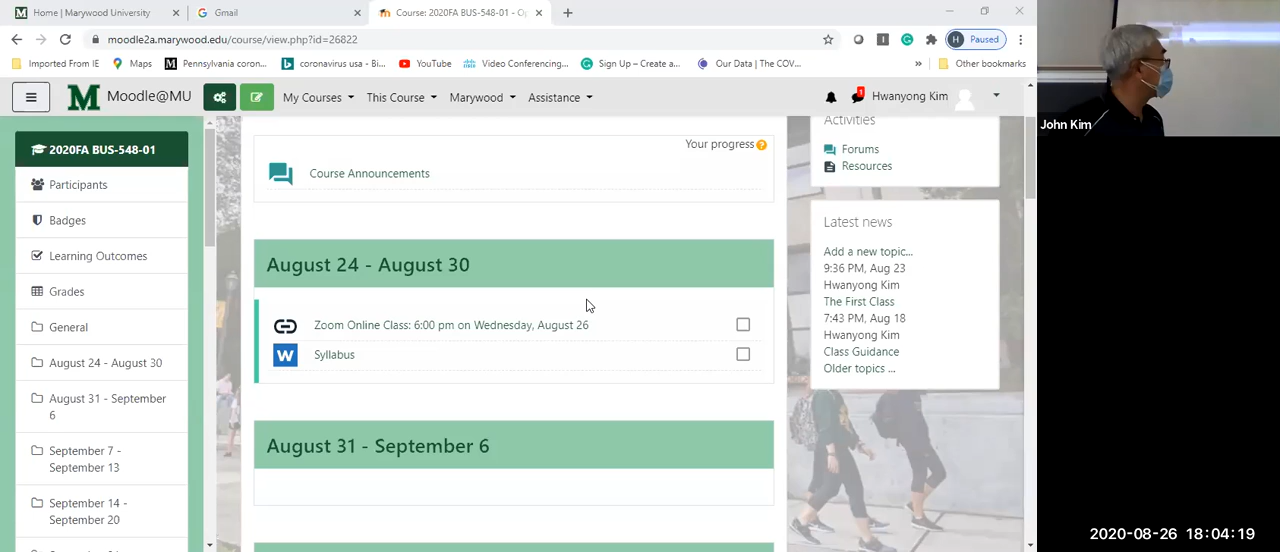 Home | Marywood University
Gmail
Course: 2020FA BUS-548-01 - Op
moodle2a.marywood.edu/course/view.php?id=26822
H Paused
Imported From IE
Maps
Pennsylvania coron...
coronavirus usa - Bi...
YouTube
Video Conferencing...
Sign Up – Create a...
Our Data | The COV...
»
Other bookmarks
M Moodle@MU
My Courses
This Course
Marywood
Assistance
1
Hwanyong Kim
2020FA BUS-548-01
Participants
Badges
Learning Outcomes
Grades
General
August 24 - August 30
August 31 - September
6
September 7 -
September 13
September 14 -
September 20
Your progress
Course Announcements
August 24 - August 30
Zoom Online Class: 6:00 pm on Wednesday, August 26
W Syllabus
August 31 - September 6
Activities
Forums
Resources
Latest news
Add a new topic...
9:36 PM, Aug 23
Hwanyong Kim
The First Class
7:43 PM, Aug 18
Hwanyong Kim
Class Guidance
Older topics ...
John Kim
2020-08-26 18:04:19